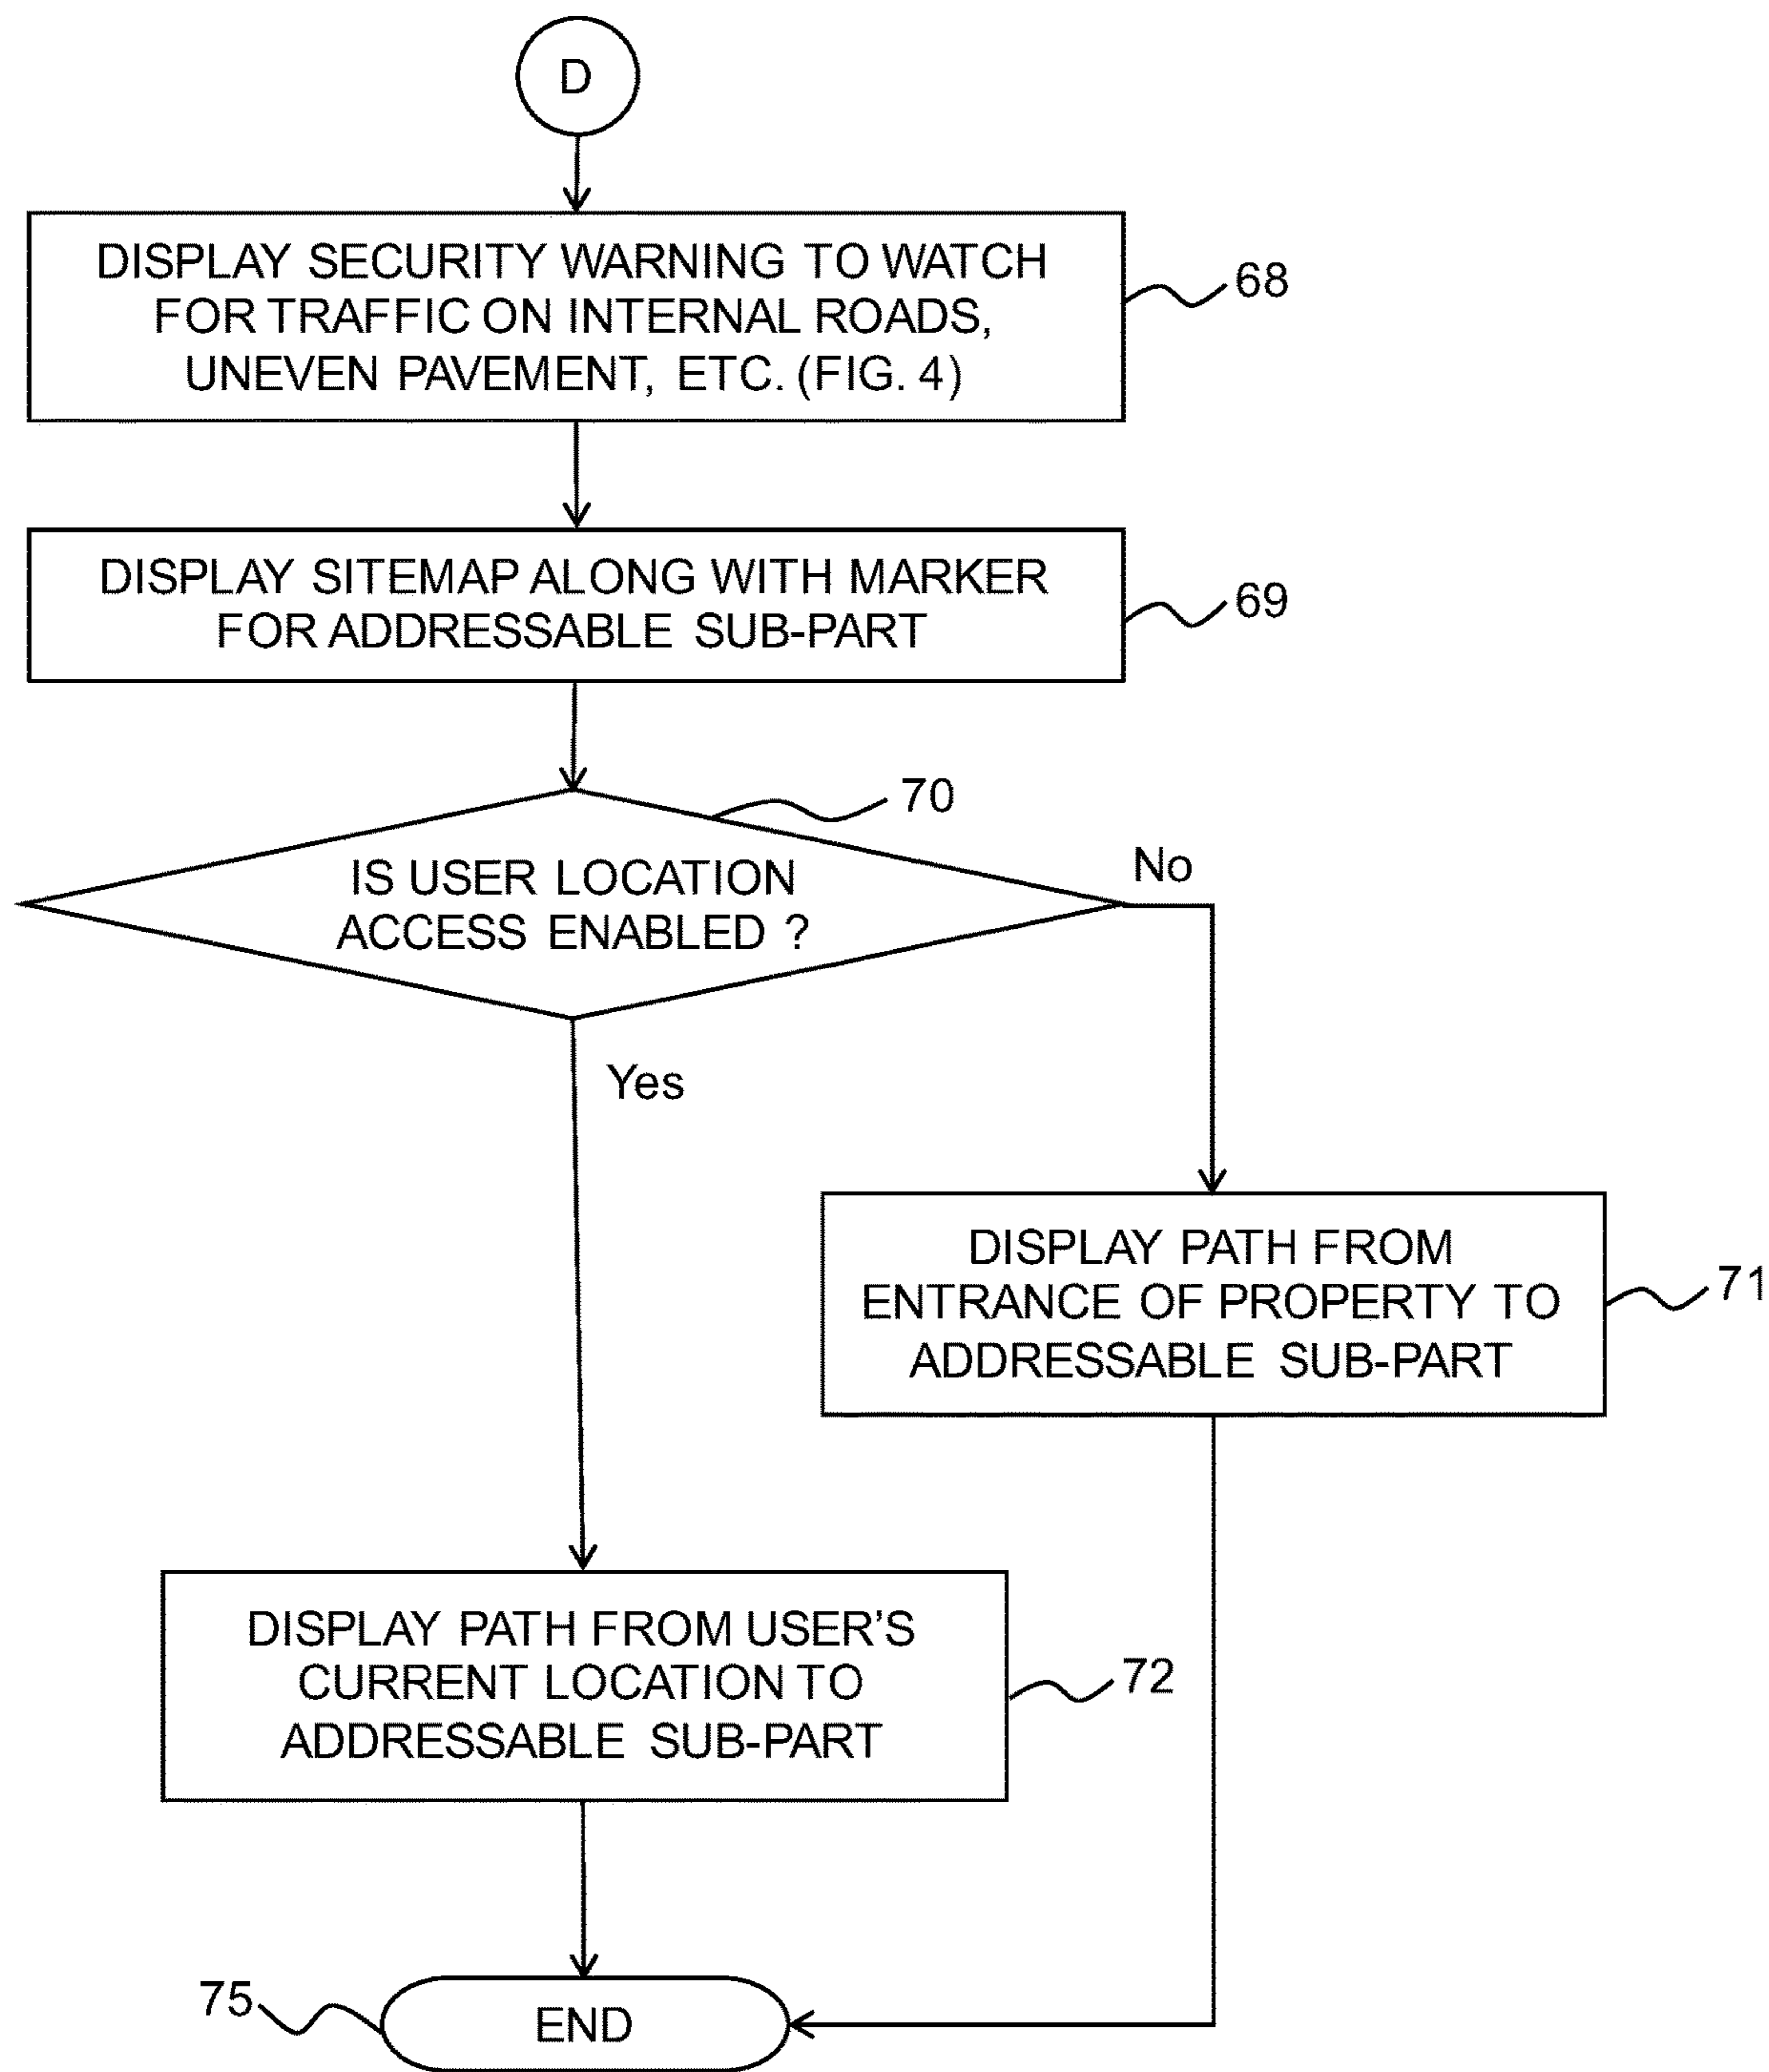 D
DISPLAY SECURITY WARNING TO WATCH
FOR TRAFFIC ON INTERNAL ROADS,
UNEVEN PAVEMENT, ETC. (FIG. 4)
68
DISPLAY SITEMAP ALONG WITH MARKER
FOR ADDRESSABLE SUB-PART
69
70
IS USER LOCATION
ACCESS ENABLED ?
No
Yes
DISPLAY PATH FROM
ENTRANCE OF PROPERTY TO
ADDRESSABLE SUB-PART
71
DISPLAY PATH FROM USER’S
CURRENT LOCATION TO
ADDRESSABLE SUB-PART
72
75
END